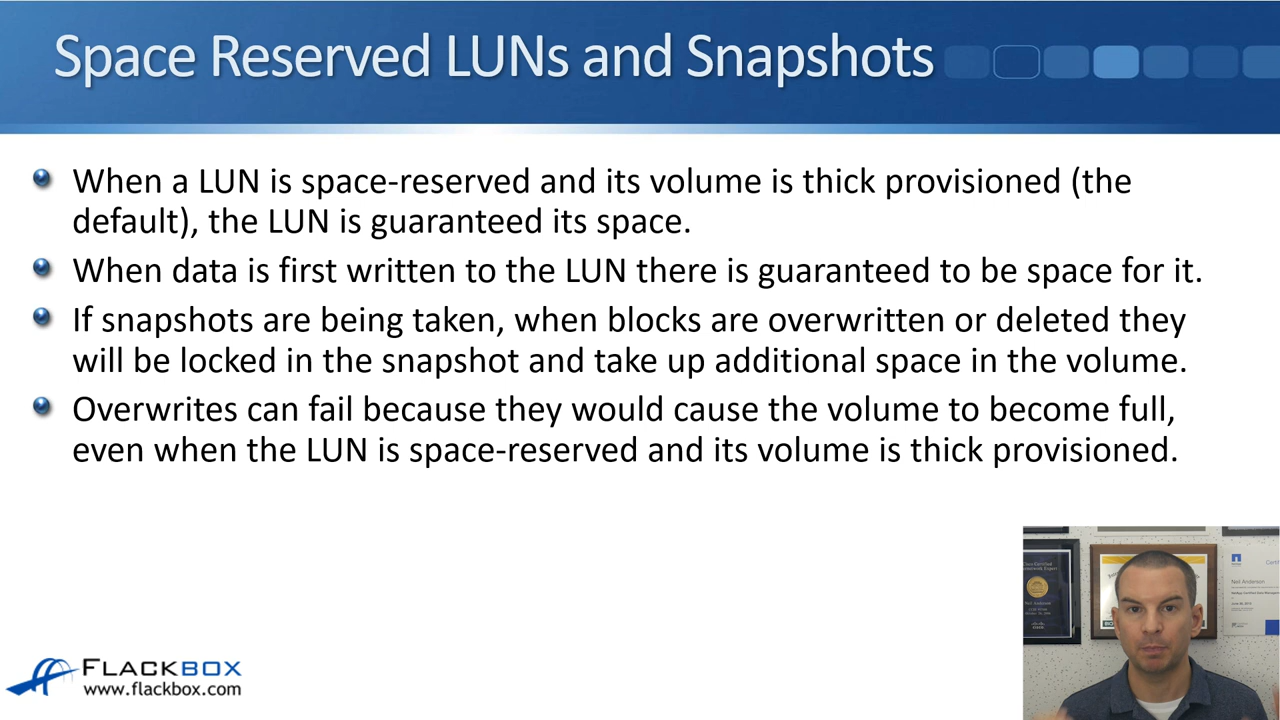 Space Reserved LUNs and Snapshots
When a LUN is space-reserved and its volume is thick provisioned (the
default), the LUN is guaranteed its space.
When data is first written to the LUN there is guaranteed to be space for it.
If snapshots are being taken, when blocks are overwritten or deleted they
will be locked in the snapshot and take up additional space in the volume.
Overwrites can fail because they would cause the volume to become full,
even when the LUN is space-reserved and its volume is thick provisioned.
Neil Anderson
FLACKBOX
www.flackbox.com